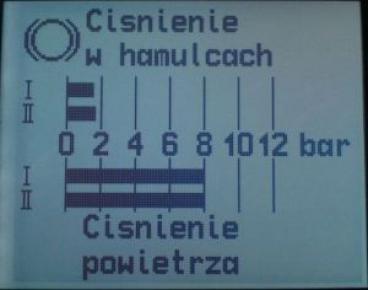 Cisnienie
w hamulcach
I
II
0 2 4 6 8 10 12 bar
I
II
Cisnienie
powietrza